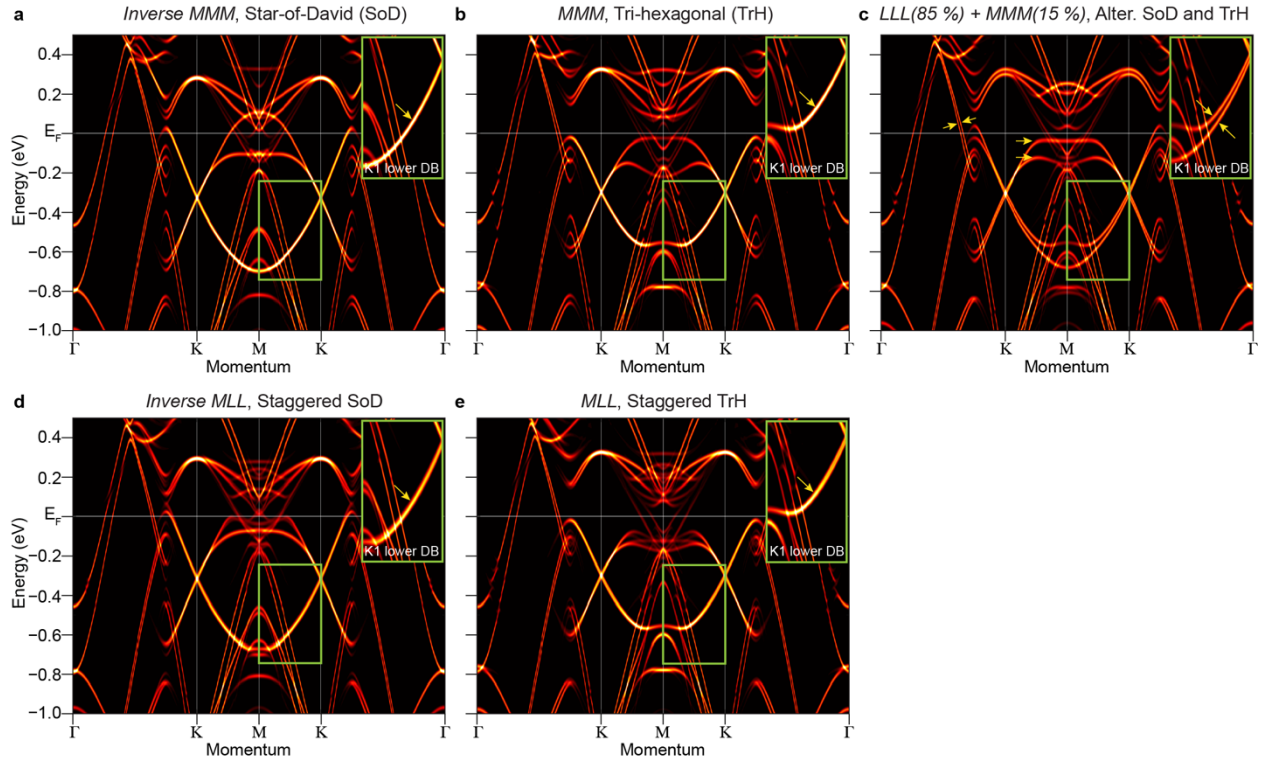 a Inverse MMM, Star-of-David (SoD)
b MMM, Tri-hexagonal (TrH)
c LLL(85 %) + MMM(15 %), Alter. SoD and TrH
Energy (eV)
0.4
0.2
E_F
−0.2
−0.4
−0.6
−0.8
−1.0
K1 lower DB
K1 lower DB
K1 lower DB
Γ K M K Γ
Momentum
Γ K M K Γ
Momentum
Γ K M K Γ
Momentum
d Inverse MLL, Staggered SoD
e MLL, Staggered TrH
Energy (eV)
0.4
0.2
E_F
−0.2
−0.4
−0.6
−0.8
−1.0
K1 lower DB
K1 lower DB
Γ K M K Γ
Momentum
Γ K M K Γ
Momentum